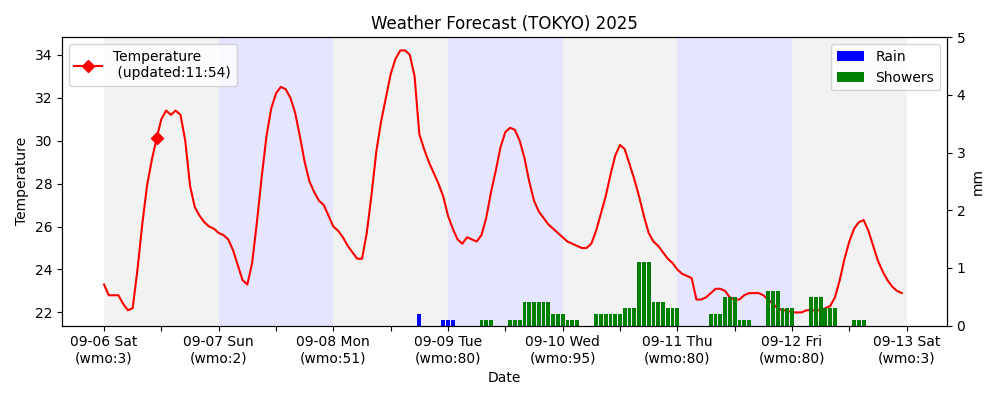 Weather Forecast (TOKYO) 2025
Temperature
(updated:11:54)
Rain
Showers
34
32
30
28
26
24
22
Temperature
5
4
3
2
1
0
mm
09-06 Sat
(wmo:3)
09-07 Sun
(wmo:2)
09-08 Mon
(wmo:51)
09-09 Tue
(wmo:80)
09-10 Wed
(wmo:95)
09-11 Thu
(wmo:80)
09-12 Fri
(wmo:80)
09-13 Sat
(wmo:3)
Date